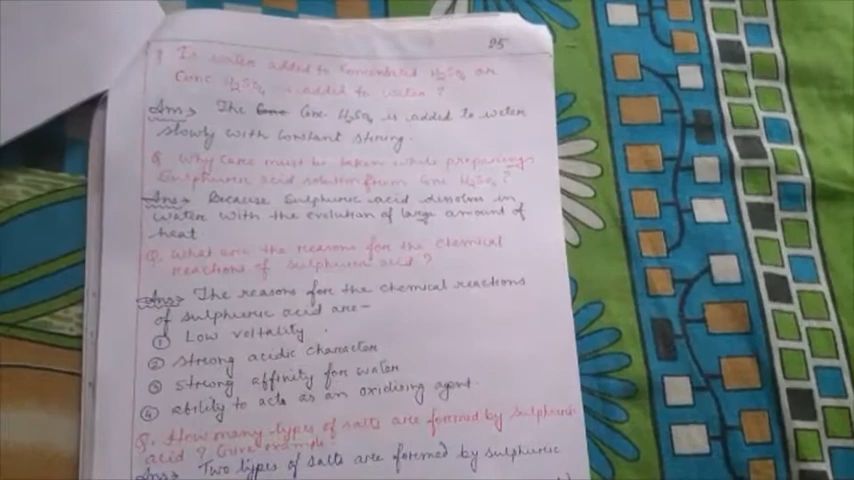 25
Q Is water added to Concentrated H2SO4 or
Conc H2SO4 is added to water?
Ans> The Conc H2SO4 is added to water
slowly with constant stiring.
Q Why Care must be taken while preparings
Sulphuric acid solution from Conc H2SO4?
Ans> Because Sulphuric acid dissolves in
water with the evolution of large amount of
heat.
Q. What are the reasons for the chemical
reactions of sulphuric acid?
Ans> The reasons for the chemical reactions
of sulphuric acid are-
① Low voltality
② strong acidic character
③ strong affinity for water
④ ability to acts as an oxidising agent.
Q. How many types of salts are formed by sulphuric
acid? Give example.
Ans> Two types of salts are formed by sulphuric